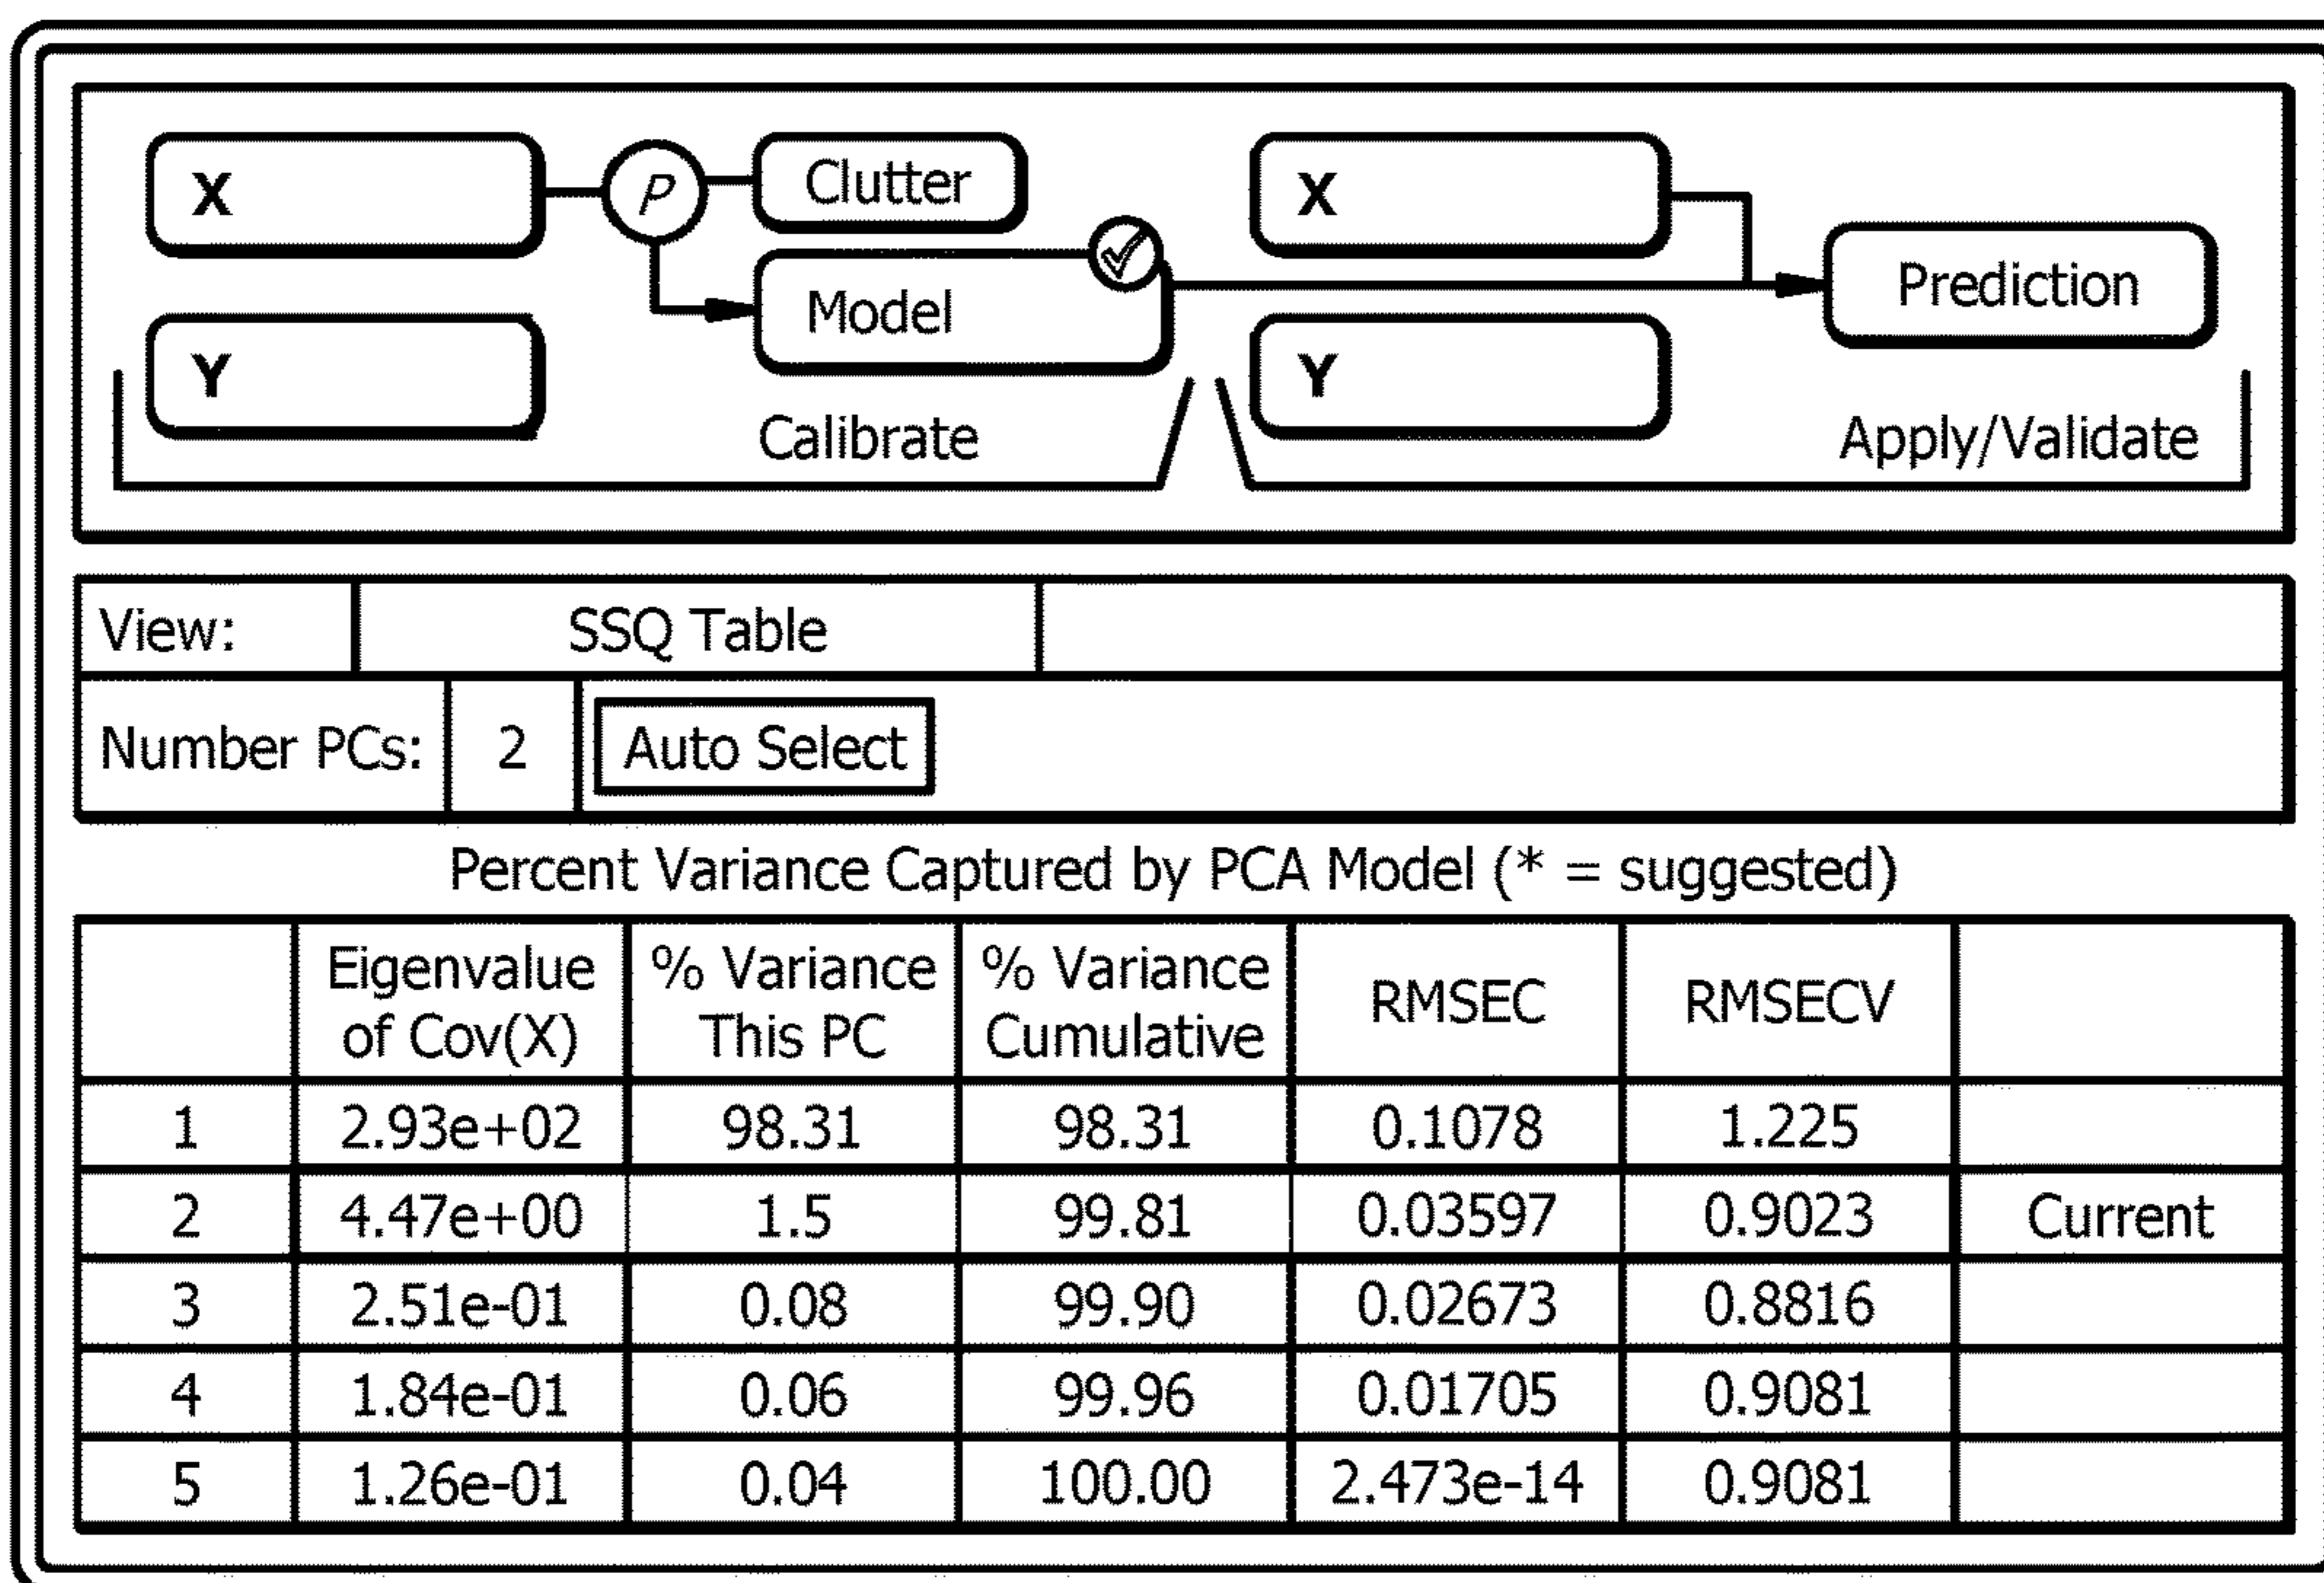 X
P
Clutter
Model
Y
Calibrate
X
Y
Prediction
Apply/Validate
View: SSQ Table
Number PCs: 2 Auto Select
Percent Variance Captured by PCA Model (* = suggested)
Eigenvalue of Cov(X) % Variance This PC % Variance Cumulative RMSEC RMSECV
1 2.93e+02 98.31 98.31 0.1078 1.225
2 4.47e+00 1.5 99.81 0.03597 0.9023 Current
3 2.51e-01 0.08 99.90 0.02673 0.8816
4 1.84e-01 0.06 99.96 0.01705 0.9081
5 1.26e-01 0.04 100.00 2.473e-14 0.9081